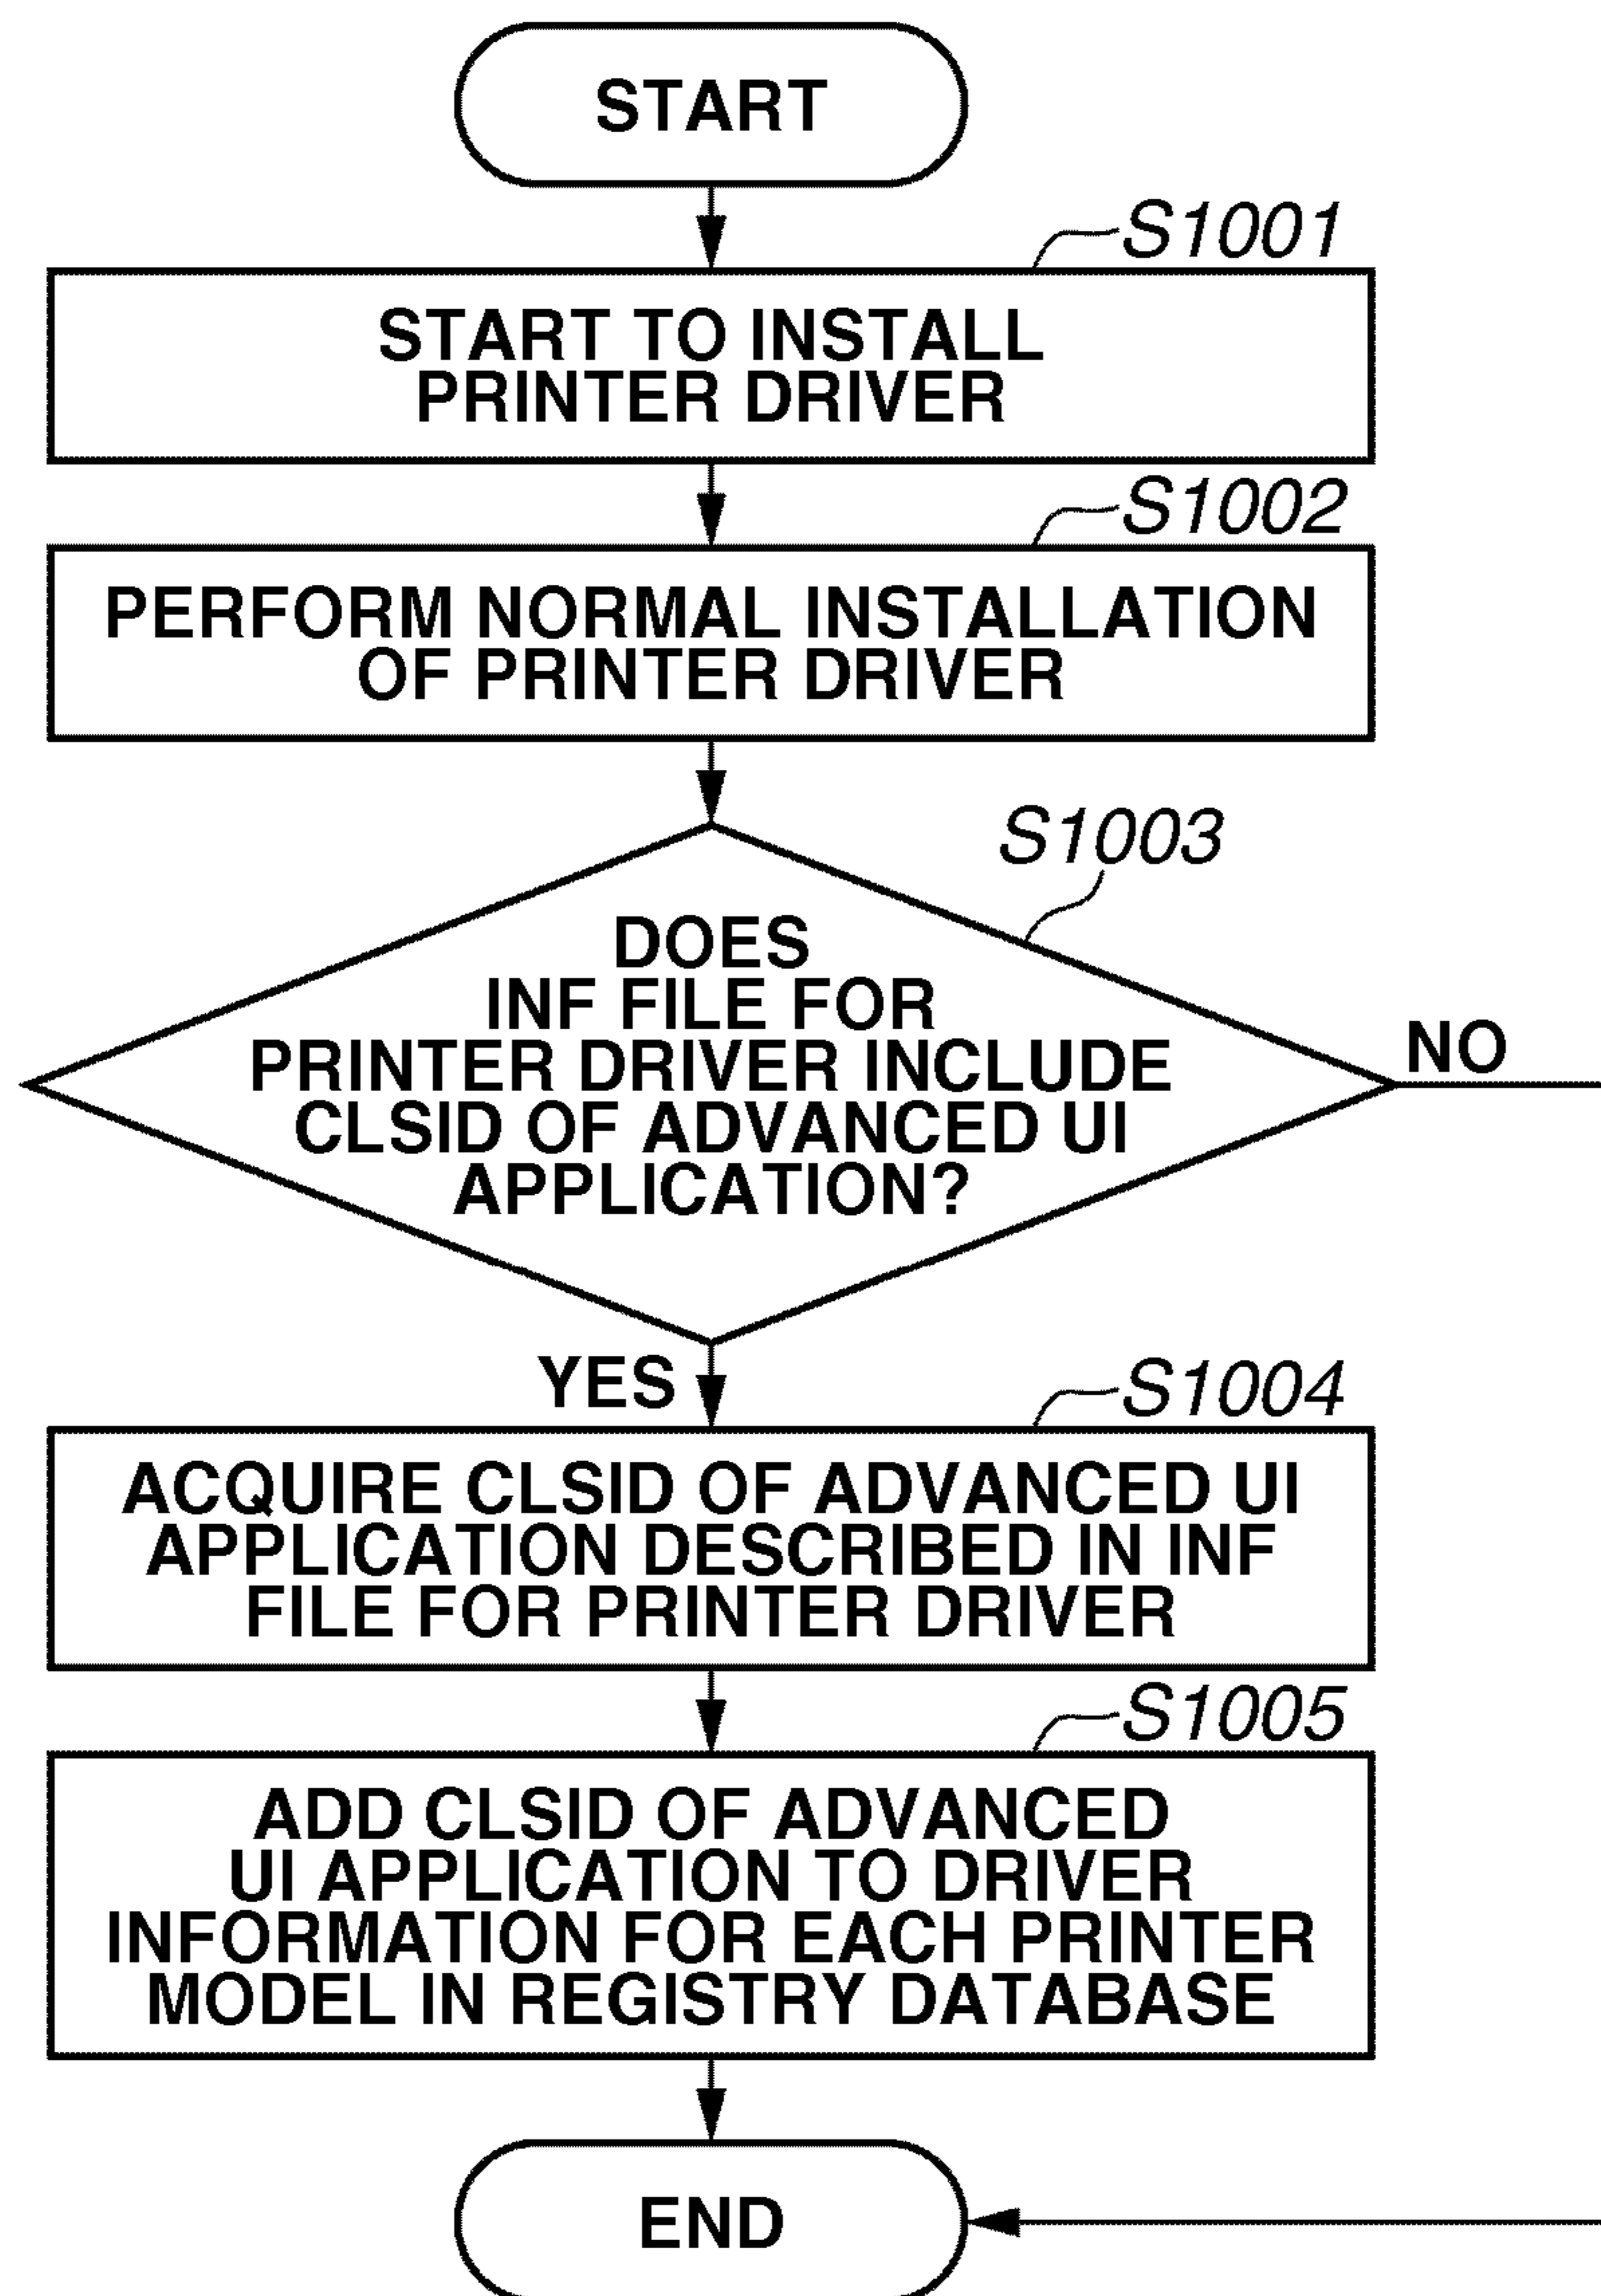 START
S1001
START TO INSTALL
PRINTER DRIVER
S1002
PERFORM NORMAL INSTALLATION
OF PRINTER DRIVER
S1003
DOES
INF FILE FOR
PRINTER DRIVER INCLUDE
CLSID OF ADVANCED UI
APPLICATION?
NO
YES
S1004
ACQUIRE CLSID OF ADVANCED UI
APPLICATION DESCRIBED IN INF
FILE FOR PRINTER DRIVER
S1005
ADD CLSID OF ADVANCED
UI APPLICATION TO DRIVER
INFORMATION FOR EACH PRINTER
MODEL IN REGISTRY DATABASE
END